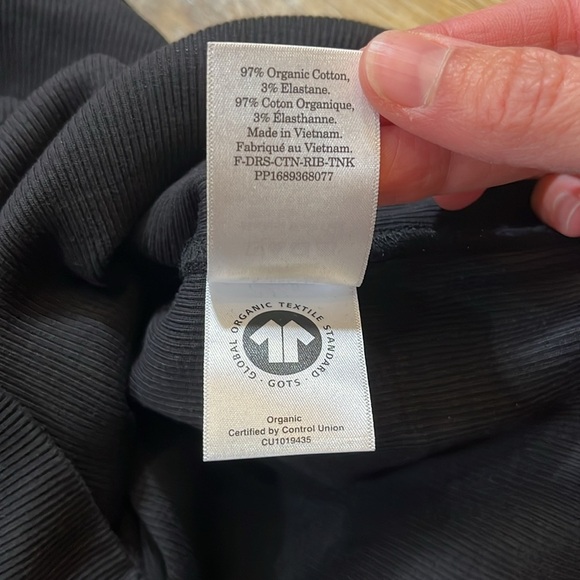 97% Organic Cotton,
3% Elastane.
97% Coton Organique,
3% Élasthanne.
Made in Vietnam.
Fabriqué au Vietnam.
F-DRS-CTN-RIB-TNK
PP1689368077
GLOBAL ORGANIC TEXTILE STANDARD
· GOTS ·
Organic
Certified by Control Union
CU1019435